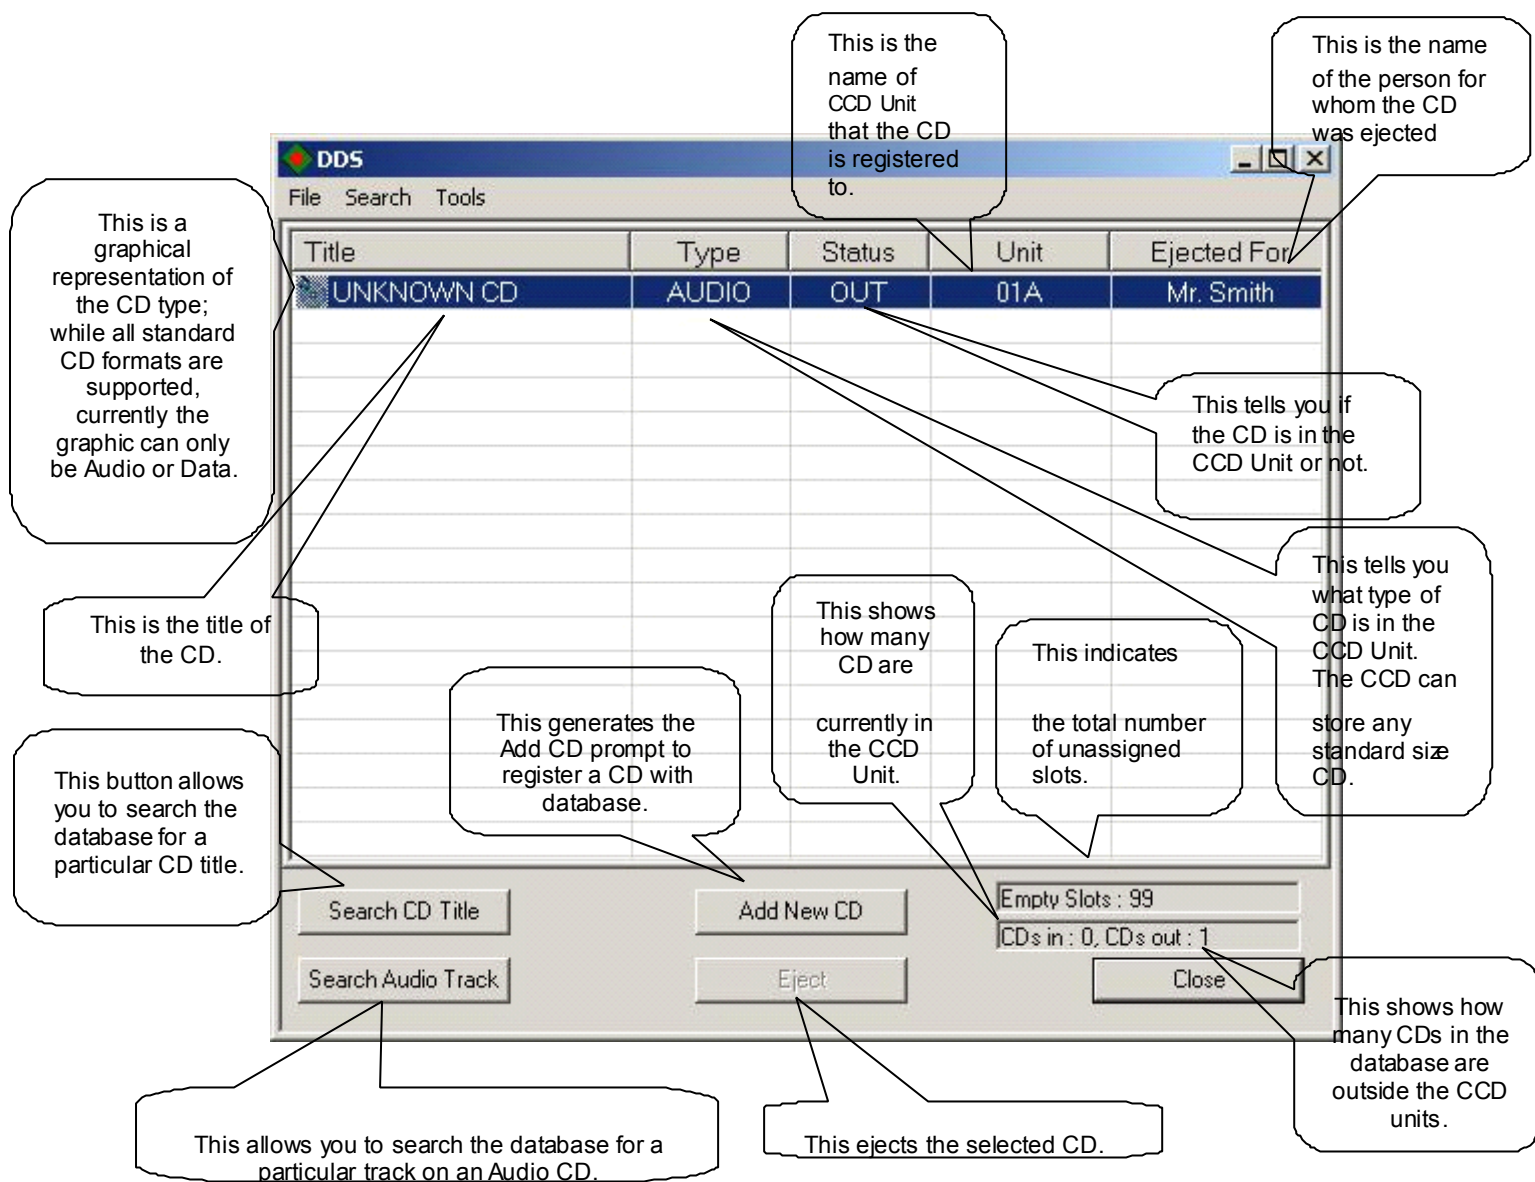 This is the
name of
CCD Unit
that the CD
is registered
to.
This is the name
of the person for
whom the CD
was ejected
DDS
File Search Tools
This is a
graphical
representation of
the CD type;
while all standard
CD formats are
supported,
currently the
graphic can only
be Audio or Data.
Title Type Status Unit Ejected For
UNKNOWN CD AUDIO OUT 01A Mr. Smith
This tells you if
the CD is in the
CCD Unit or not.
This tells you
what type of
CD is in the
CCD Unit.
The CCD can
store any
standard size
CD.
This is the title of
the CD.
This shows
how many
CD are
currently in
the CCD
Unit.
This indicates
the total number
of unassigned
slots.
This generates the
Add CD prompt to
register a CD with
database.
This button allows
you to search the
database for a
particular CD title.
Search CD Title
Add New CD
Empty Slots : 99
CDs in : 0, CDs out : 1
Search Audio Track
Eject
Close
This shows how
many CDs in the
database are
outside the CCD
units.
This allows you to search the database for a
particular track on an Audio CD.
This ejects the selected CD.